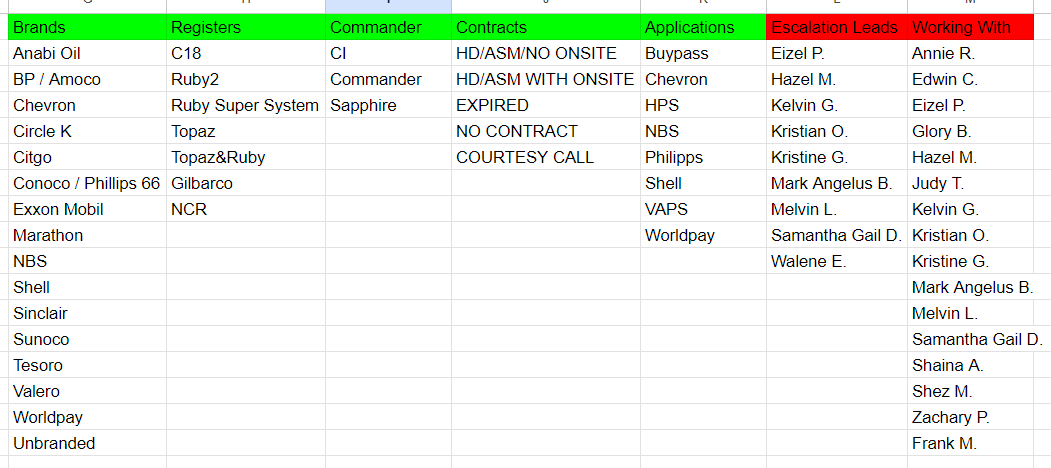 Brands Registers Commander Contracts Applications Escalation Leads Working With
Anabi Oil C18 CI HD/ASM/NO ONSITE Buypass Eizel P. Annie R.
BP / Amoco Ruby2 Commander HD/ASM WITH ONSITE Chevron Hazel M. Edwin C.
Chevron Ruby Super System Sapphire EXPIRED HPS Kelvin G. Eizel P.
Circle K Topaz NO CONTRACT NBS Kristian O. Glory B.
Citgo Topaz&Ruby COURTESY CALL Philipps Kristine G. Hazel M.
Conoco / Phillips 66 Gilbarco Shell Mark Angelus B. Judy T.
Exxon Mobil NCR VAPS Melvin L. Kelvin G.
Marathon Worldpay Samantha Gail D. Kristian O.
NBS Walene E. Kristine G.
Shell Mark Angelus B.
Sinclair Melvin L.
Sunoco Samantha Gail D.
Tesoro Shaina A.
Valero Shez M.
Worldpay Zachary P.
Unbranded Frank M.